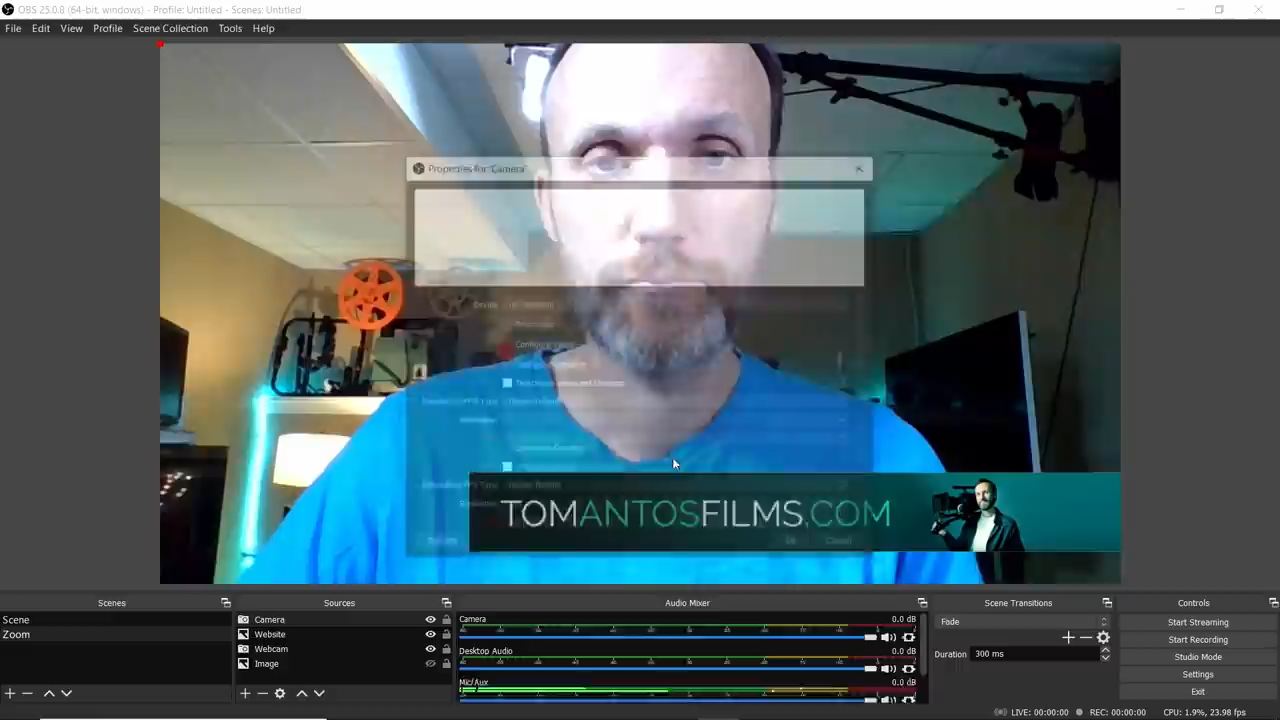 OBS 25.0.8 (64-bit, windows) - Profile: Untitled - Scenes: Untitled
File Edit View Profile Scene Collection Tools Help
Properties for 'Camera'
Device
TOMANTOSFILMS.COM
Scenes
Scene
Zoom
Sources
Camera
Website
Webcam
Image
Audio Mixer
Camera 0.0 dB
Desktop Audio 0.0 dB
Mic/Aux 0.0 dB
Scene Transitions
Fade
Duration 300 ms
Controls
Start Streaming
Start Recording
Studio Mode
Settings
Exit
LIVE: 00:00:00 REC: 00:00:00 CPU: 1.9%, 23.98 fps